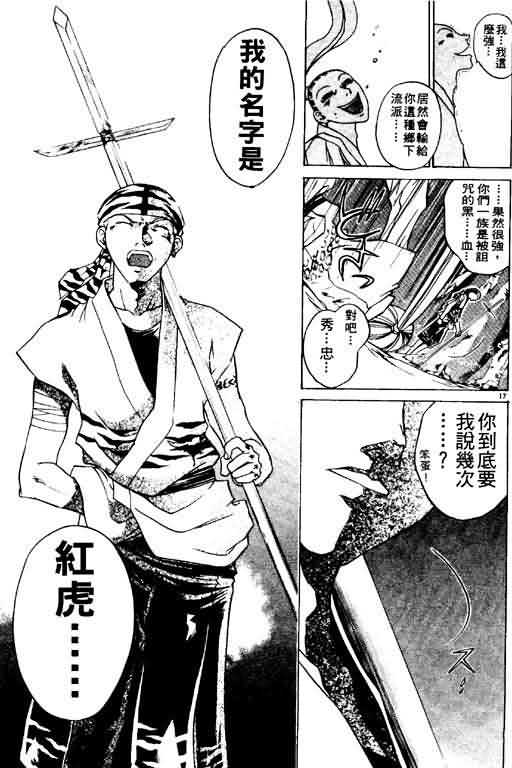 我…我這
麼強…
居然會輸給
你這種鄉下
流派……
……果然很強，
你們一族是被詛
咒的黑……血…
對吧…
秀，忠…
17
你到底要
我說幾次
……？
笨蛋！
ス…
我的名字是
紅虎……